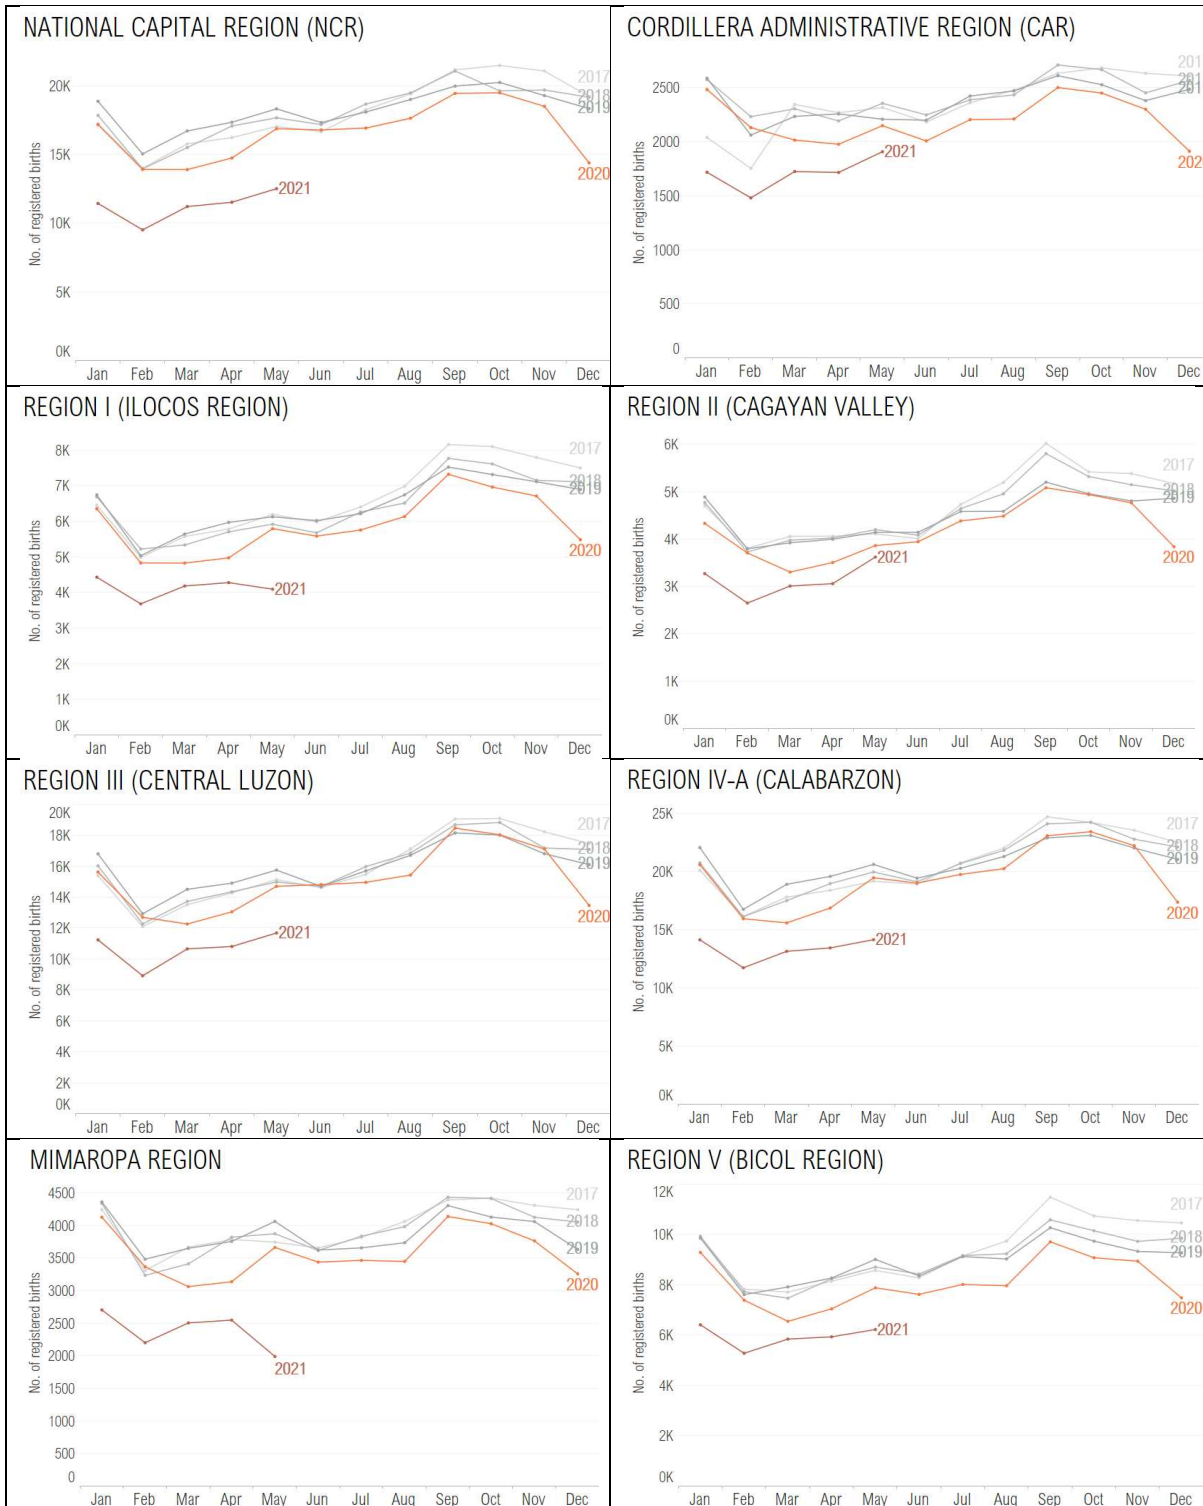 NATIONAL CAPITAL REGION (NCR)
No. of registered births
20K
15K
10K
5K
0K
2017
2018
2019
2020
2021
Jan Feb Mar Apr May Jun Jul Aug Sep Oct Nov Dec
CORDILLERA ADMINISTRATIVE REGION (CAR)
No. of registered births
2500
2000
1500
1000
500
0
2021
Jan Feb Mar Apr May Jun Jul Aug Sep Oct Nov Dec
REGION I (ILOCOS REGION)
No. of registered births
8K
7K
6K
5K
4K
3K
2K
1K
0K
2017
2018
2019
2020
2021
Jan Feb Mar Apr May Jun Jul Aug Sep Oct Nov Dec
REGION II (CAGAYAN VALLEY)
No. of registered births
6K
5K
4K
3K
2K
1K
0K
2017
2018
2019
2020
2021
Jan Feb Mar Apr May Jun Jul Aug Sep Oct Nov Dec
REGION III (CENTRAL LUZON)
No. of registered births
20K
18K
16K
14K
12K
10K
8K
6K
4K
2K
0K
2017
2018
2019
2020
2021
Jan Feb Mar Apr May Jun Jul Aug Sep Oct Nov Dec
REGION IV-A (CALABARZON)
No. of registered births
25K
20K
15K
10K
5K
0K
2017
2018
2019
2020
2021
Jan Feb Mar Apr May Jun Jul Aug Sep Oct Nov Dec
MIMAROPA REGION
No. of registered births
4500
4000
3500
3000
2500
2000
1500
1000
500
0
2017
2018
2019
2020
2021
Jan Feb Mar Apr May Jun Jul Aug Sep Oct Nov Dec
REGION V (BICOL REGION)
No. of registered births
12K
10K
8K
6K
4K
2K
0K
2017
2018
2019
2020
2021
Jan Feb Mar Apr May Jun Jul Aug Sep Oct Nov Dec